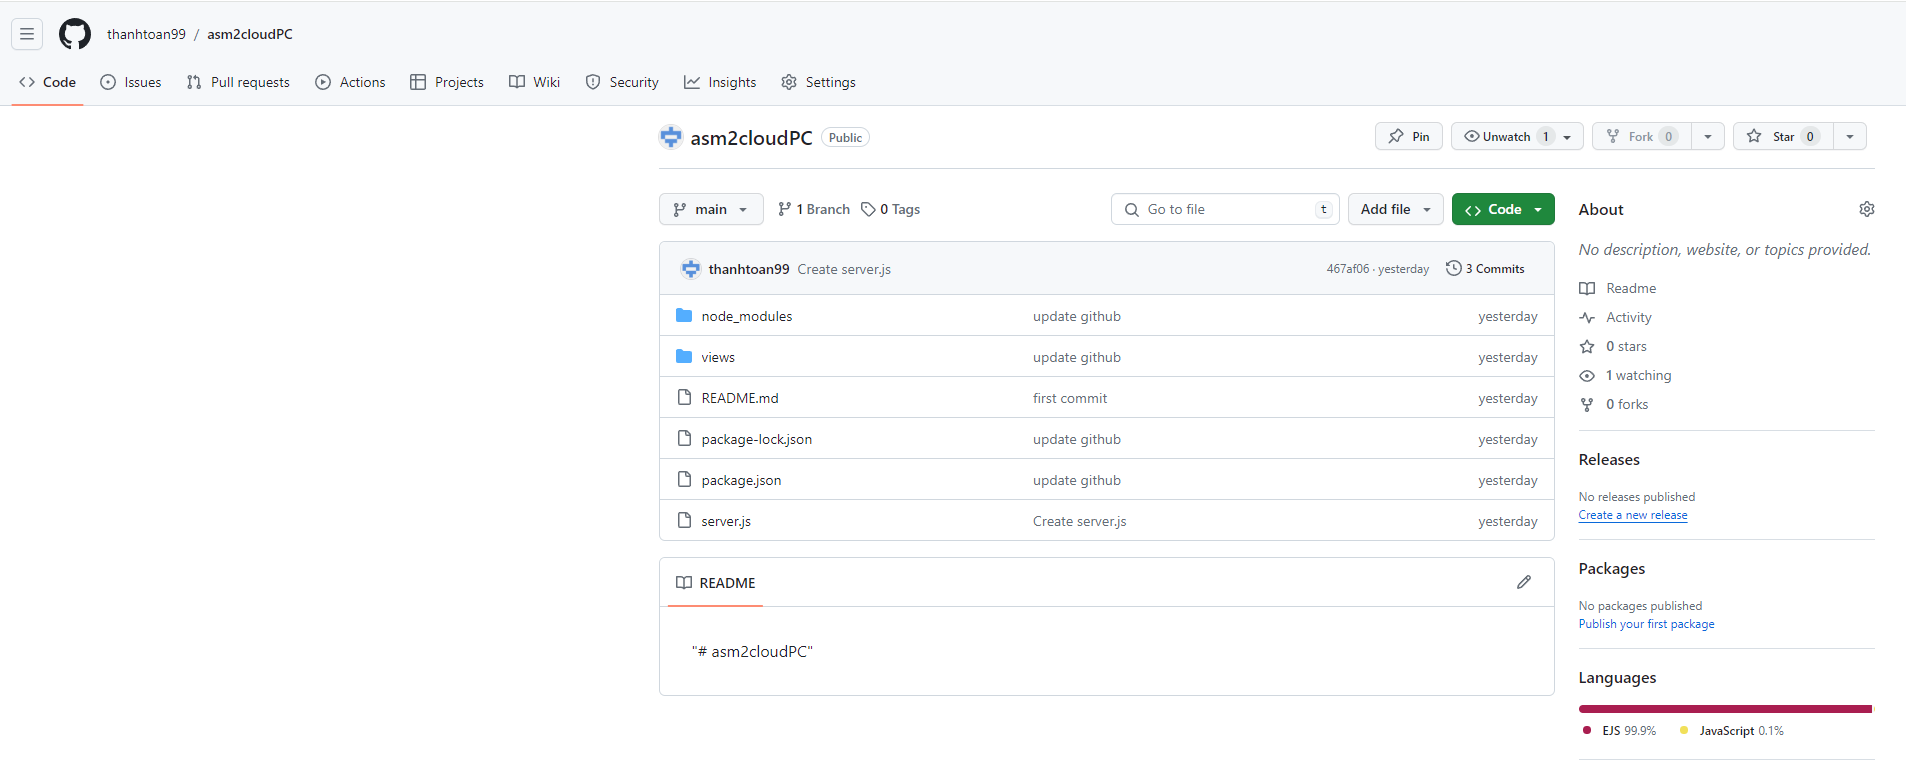 thanhtoan99 / asm2cloudPC
Code Issues Pull requests Actions Projects Wiki Security Insights Settings
asm2cloudPC Public
Pin Unwatch 1 Fork 0 Star 0
main 1 Branch 0 Tags Go to file t Add file Code
thanhtoan99 Create server.js 467af06 · yesterday 3 Commits
node_modules update github yesterday
views update github yesterday
README.md first commit yesterday
package-lock.json update github yesterday
package.json update github yesterday
server.js Create server.js yesterday
README
"# asm2cloudPC"
About
No description, website, or topics provided.
Readme
Activity
0 stars
1 watching
0 forks
Releases
No releases published
Create a new release
Packages
No packages published
Publish your first package
Languages
EJS 99.9% JavaScript 0.1%